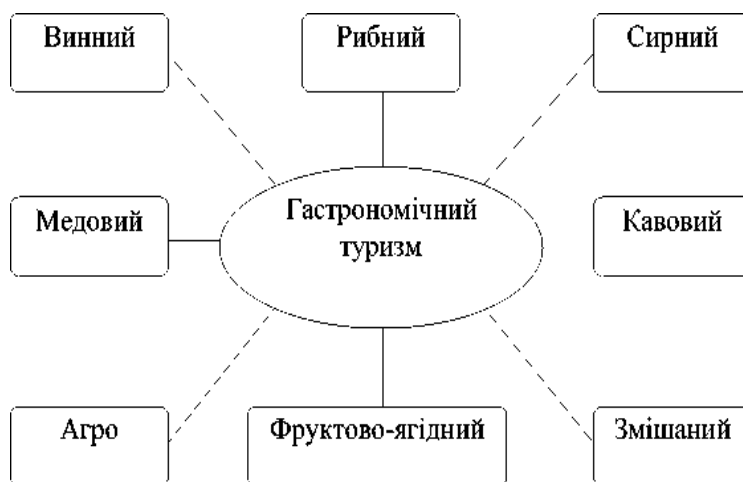 Винний
Рибний
Сирний
Медовий
Гастрономічний
туризм
Кавовий
Агро
Фруктово-ягідний
Змішаний